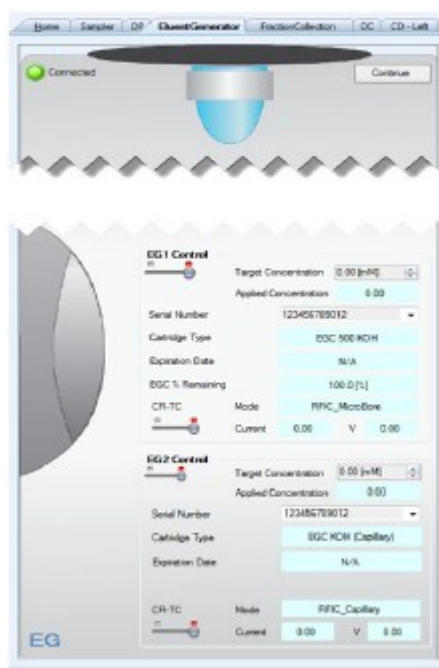 Home Sampler DP EluentGenerator FractionCollection DC CD - Left
Connected Continue
EG1 Control
Target Concentration 0.00 [mM]
Applied Concentration 0.00
Serial Number 123456789012
Cartridge Type EGC 500 KOH
Expiration Date N/A
EGC % Remaining 100.0 [%]
CR-TC Mode RFIC_MicroBore
Current 0.00 V 0.00
EG2 Control
Target Concentration 0.00 [mM]
Applied Concentration 0.00
Serial Number 123456789012
Cartridge Type EGC KOH (Capillary)
Expiration Date N/A
CR-TC Mode RFIC_Capillary
Current 0.00 V 0.00
EG